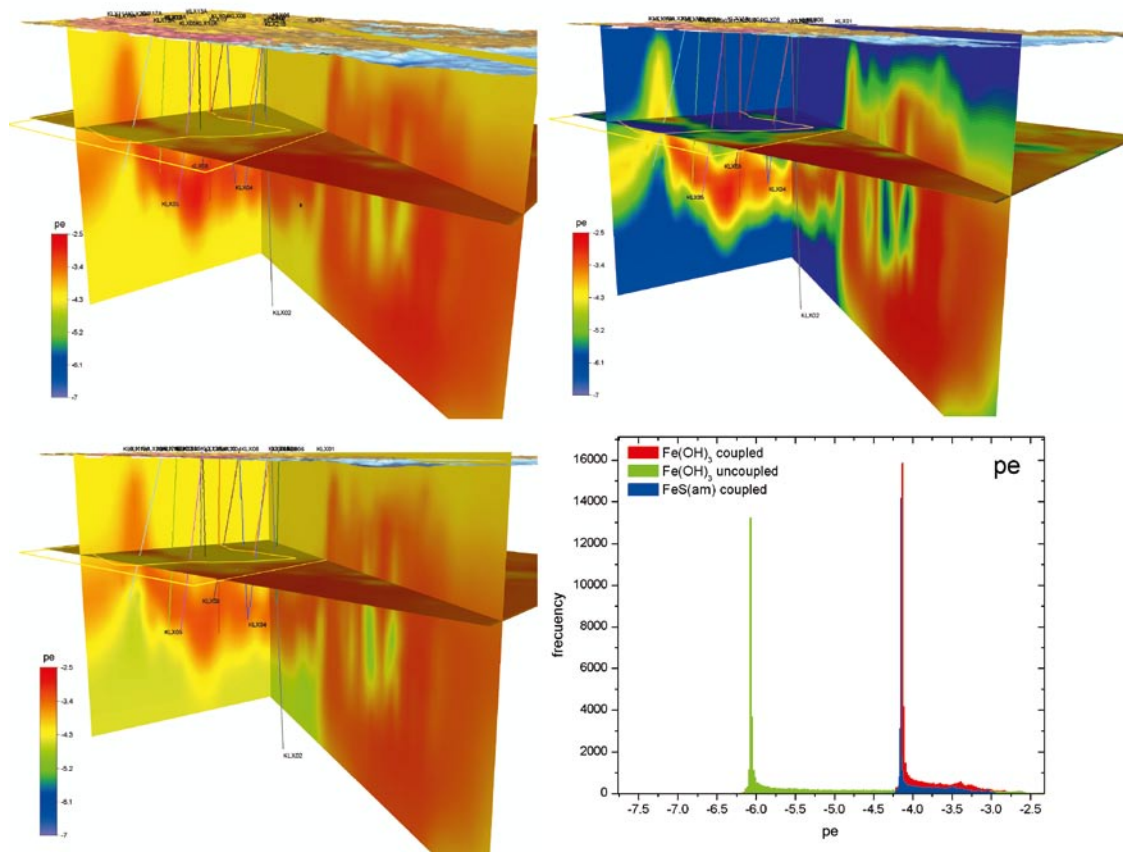 KLX01
KLX03
KLX04
KLX05
KLX02
pe
-2.5
-3.4
-4.3
-5.2
-6.1
-7
KLX01
KLX03
KLX04
KLX05
KLX02
pe
-2.5
-3.4
-4.3
-5.2
-6.1
-7
KLX01
KLX04
KLX05
KLX02
pe
-2.5
-3.4
-4.3
-5.2
-6.1
-7
Fe(OH)3 coupled
Fe(OH)3 uncoupled
FeS(am) coupled
pe
frecuency
16000
14000
12000
10000
8000
6000
4000
2000
0
-7.5 -7.0 -6.5 -6.0 -5.5 -5.0 -4.5 -4.0 -3.5 -3.0 -2.5
pe